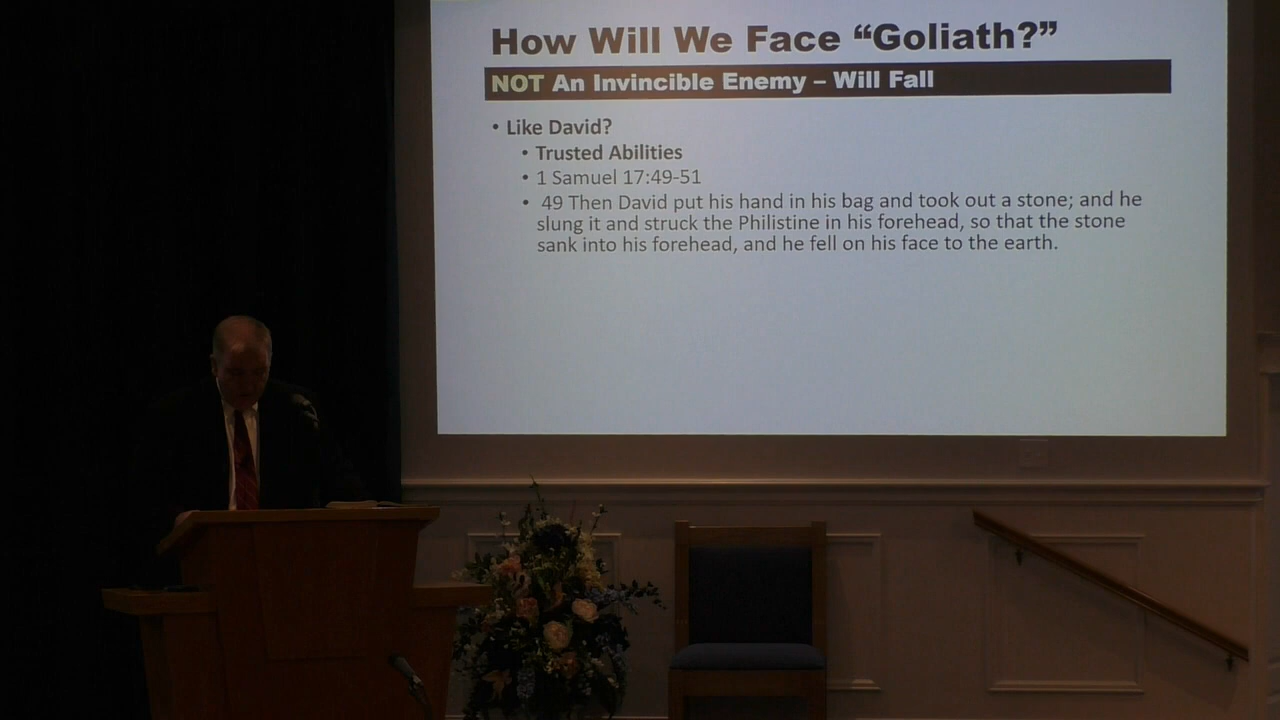 How Will We Face “Goliath?”
NOT An Invincible Enemy – Will Fall
• Like David?
• Trusted Abilities
• 1 Samuel 17:49-51
• 49 Then David put his hand in his bag and took out a stone; and he
slung it and struck the Philistine in his forehead, so that the stone
sank into his forehead, and he fell on his face to the earth.